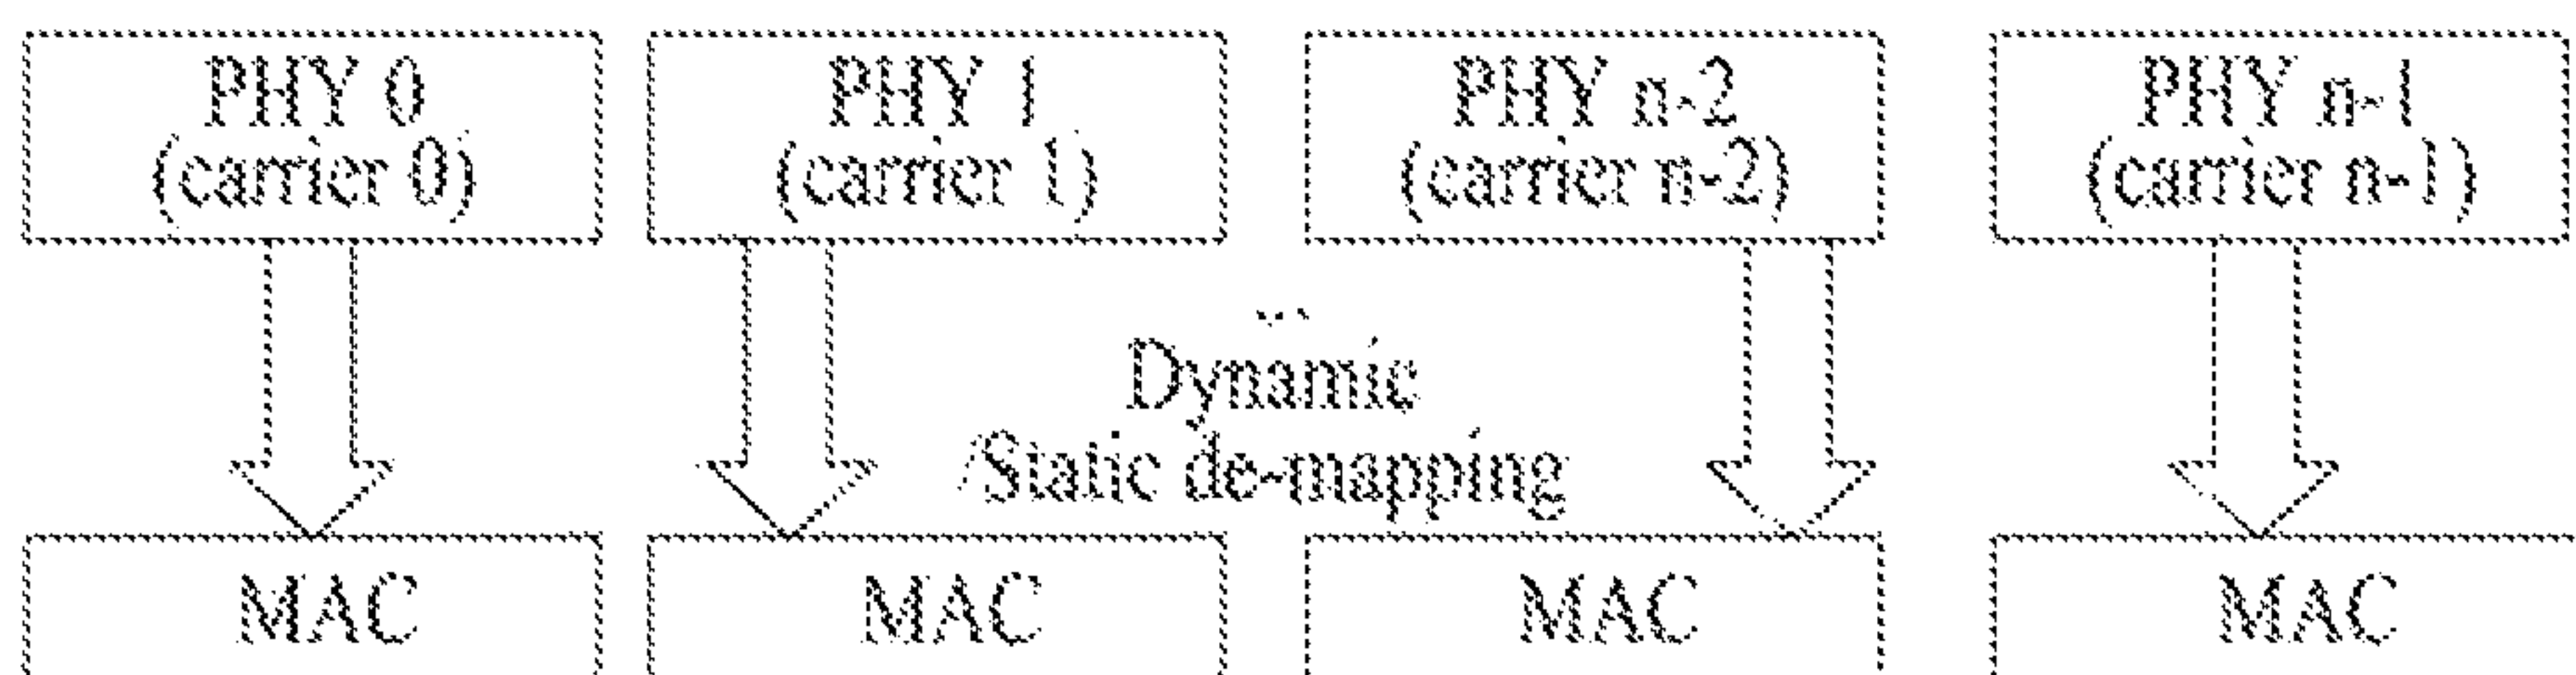 PHY 0
(carrier 0)
PHY 1
(carrier 1)
PHY n-2
(carrier n-2)
PHY n-1
(carrier n-1)
...
Dynamic
/Static de-mapping
MAC
MAC
MAC
MAC